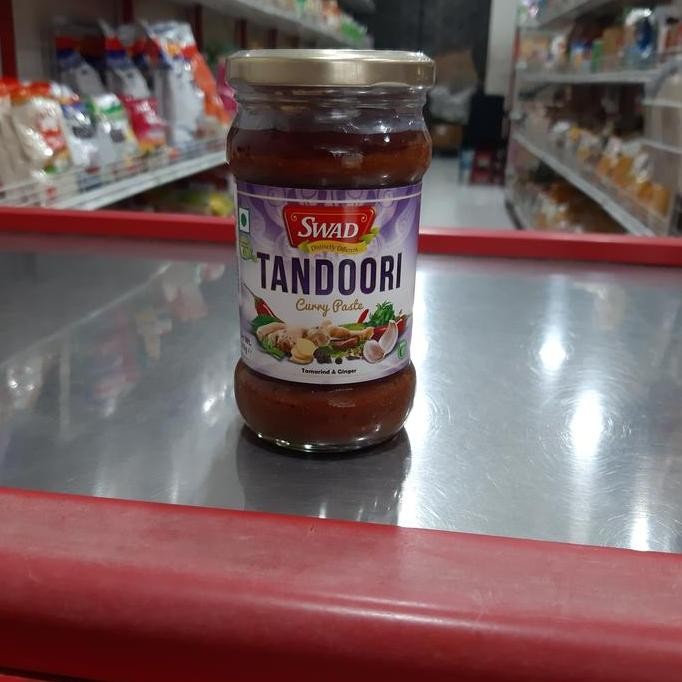 SWAD
Distinctly Different
TANDOORI
Curry Paste
Tamarind & Ginger